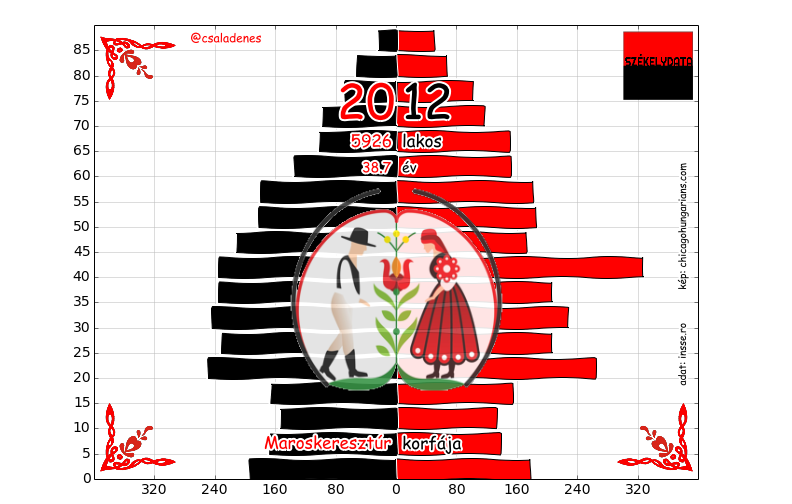 @csaladenes
SZÉKELYDATA
2012
5926 lakos
38.7 év
Maroskeresztúr korfája
kép: chicagohungarians.com
adat: insse.ro
85
80
75
70
65
60
55
50
45
40
35
30
25
20
15
10
5
0
320 240 160 80 0 80 160 240 320